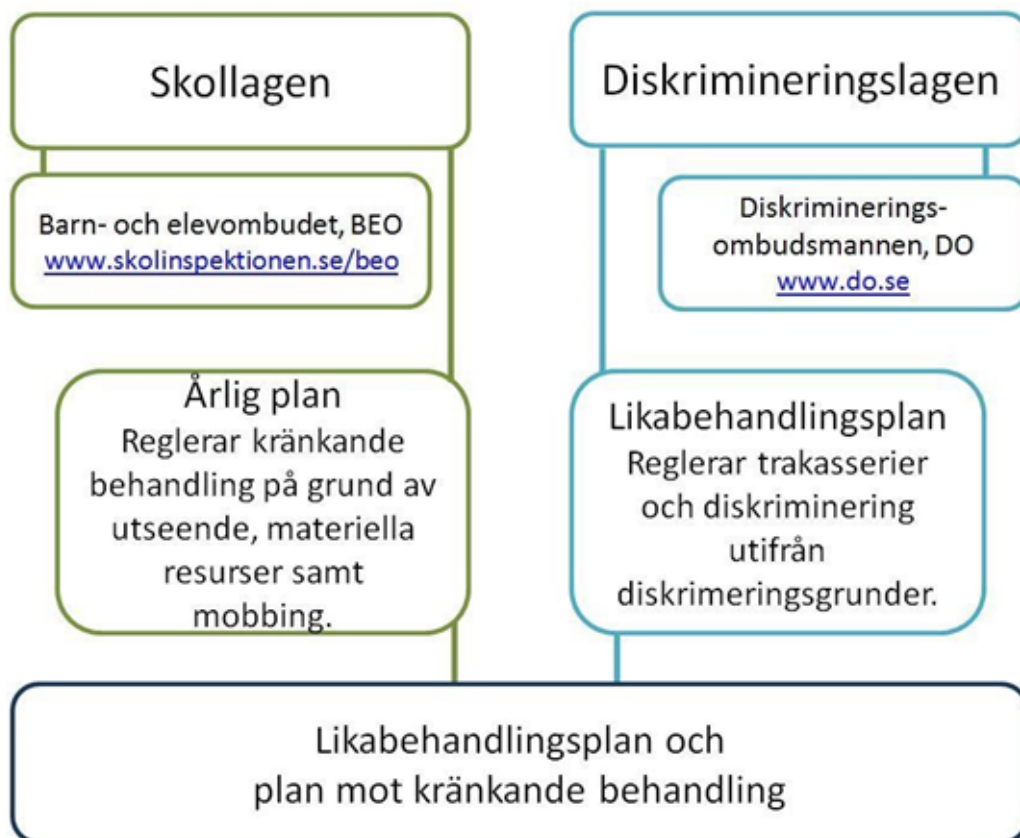 Skollagen
Barn- och elevombudet, BEO
www.skolinspektionen.se/beo
Årlig plan
Reglerar kränkande
behandling på grund av
utseende, materiella
resurser samt
mobbing.
Diskrimineringslagen
Diskriminerings-
ombudsmannen, DO
www.do.se
Likabehandlingsplan
Reglerar trakasserier
och diskriminering
utifrån
diskrimeringsgrunder.
Likabehandlingsplan och
plan mot kränkande behandling